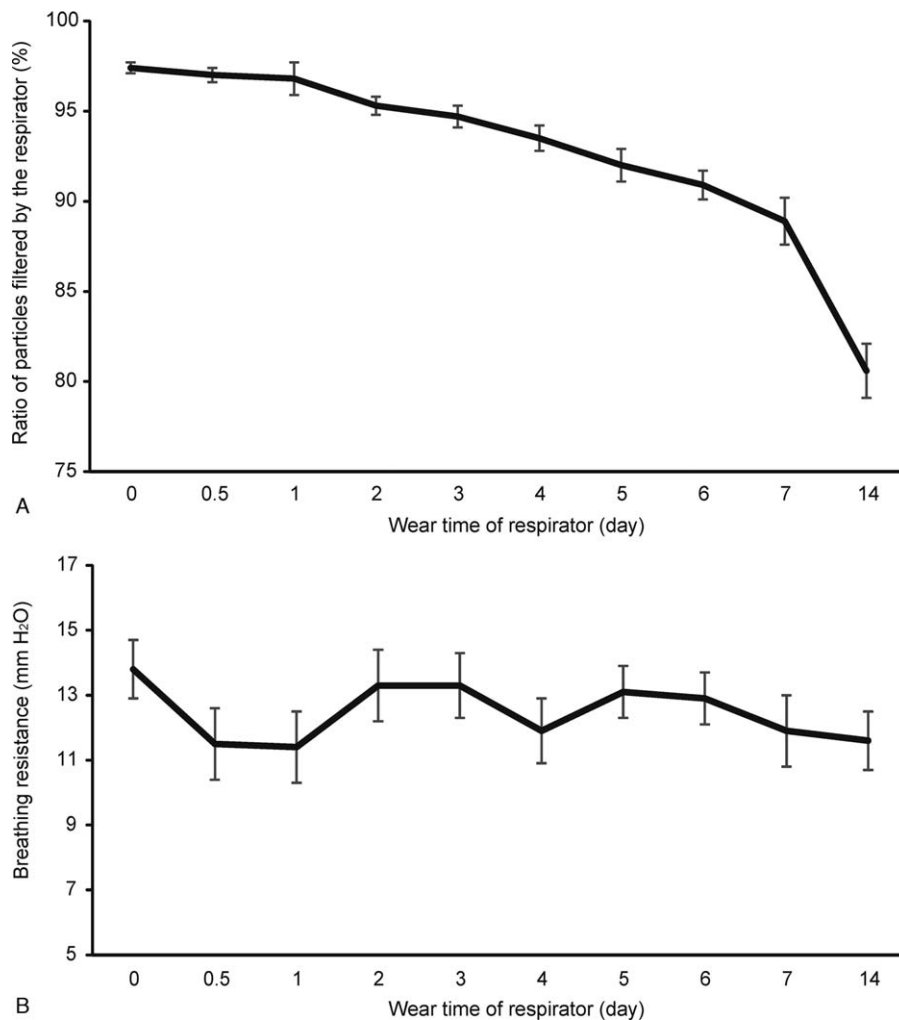 Ratio of particles filtered by the respirator (%)
100
95
90
85
80
75
0 0.5 1 2 3 4 5 6 7 14
A
Wear time of respirator (day)
Breathing resistance (mm H₂O)
17
15
13
11
9
7
5
0 0.5 1 2 3 4 5 6 7 14
B
Wear time of respirator (day)